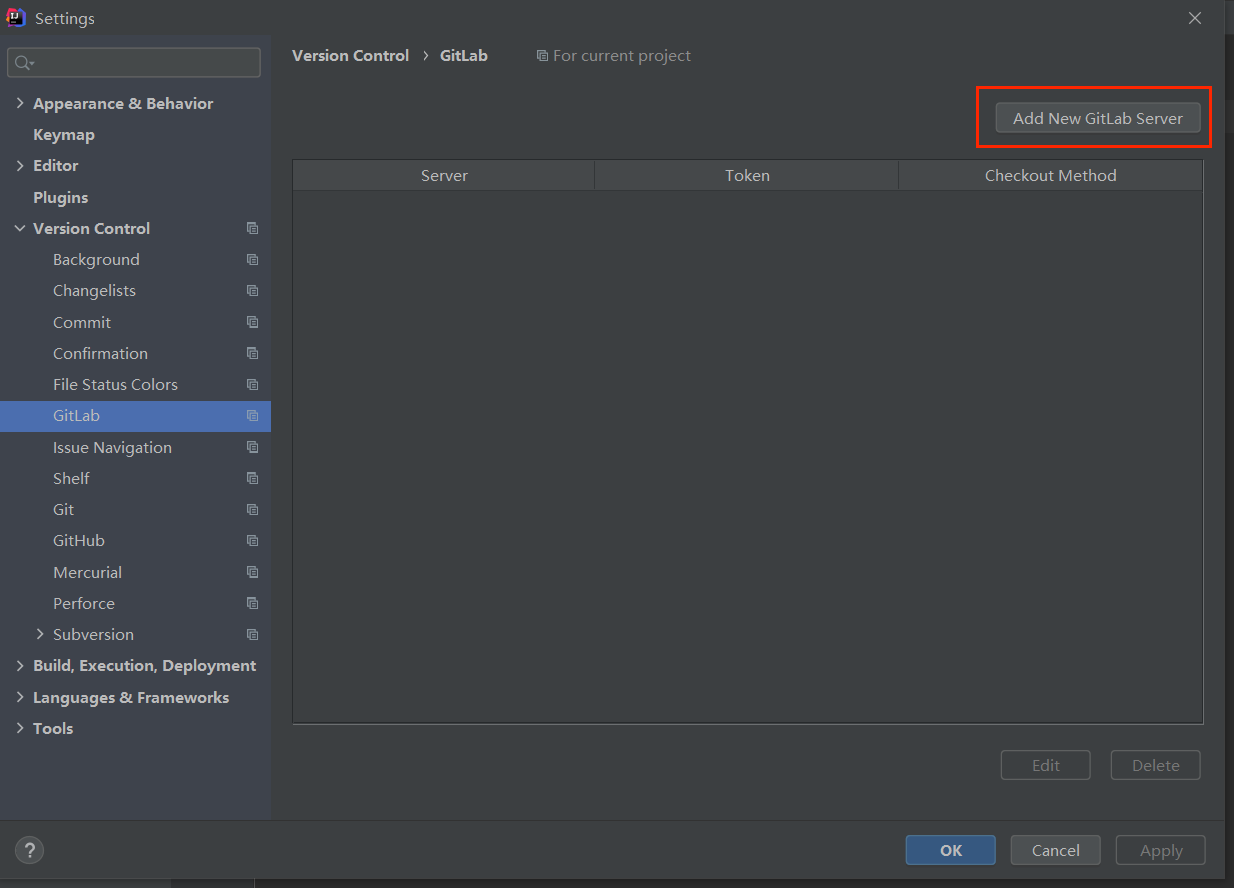 Settings
Version Control › GitLab For current project
Appearance & Behavior
Keymap
Editor
Plugins
Version Control
Background
Changelists
Commit
Confirmation
File Status Colors
GitLab
Issue Navigation
Shelf
Git
GitHub
Mercurial
Perforce
Subversion
Build, Execution, Deployment
Languages & Frameworks
Tools
Add New GitLab Server
Server Token Checkout Method
Edit Delete
? OK Cancel Apply